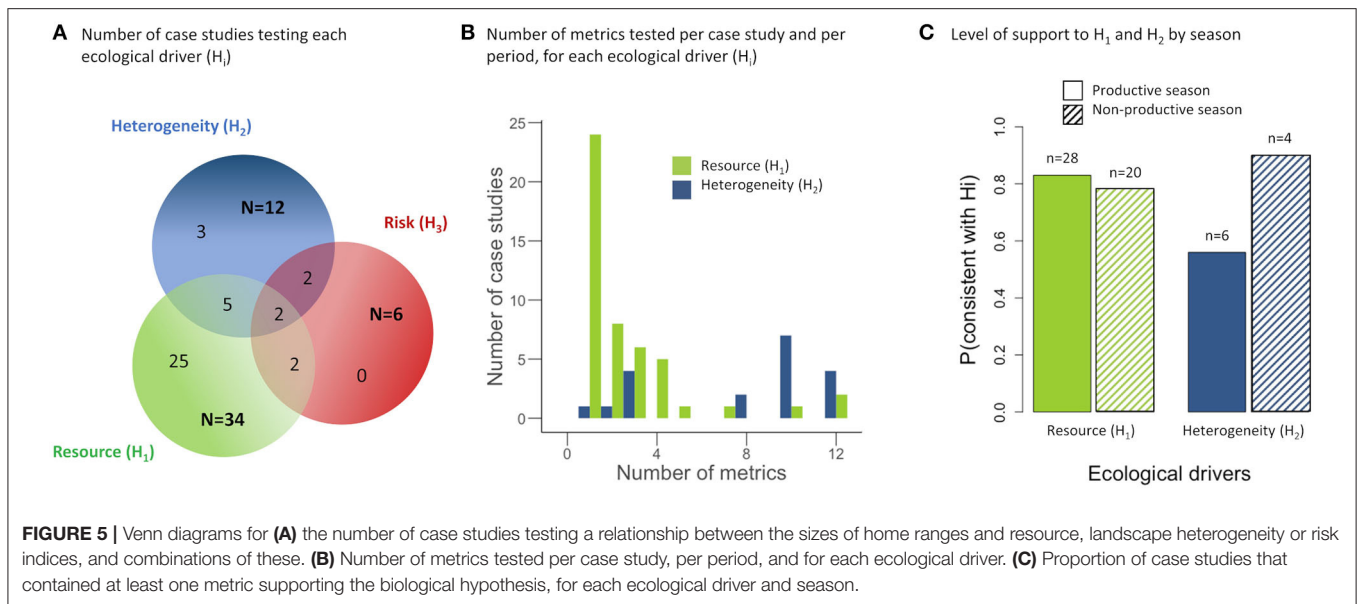 A Number of case studies testing each
ecological driver (Hi)
Heterogeneity (H2)
N=12
3
Risk (H3)
2
5
2
N=6
25
2
0
N=34
Resource (H1)
B Number of metrics tested per case study and per
period, for each ecological driver (Hi)
Number of case studies
25
20
15
10
5
0
Resource (H1)
Heterogeneity (H2)
0 4 8 12
Number of metrics
C Level of support to H1 and H2 by season
Productive season
Non-productive season
P(consistent with Hi)
1.0
0.8
0.6
0.4
0.2
0.0
n=28
n=20
n=6
n=4
Resource (H1) Heterogeneity (H2)
Ecological drivers
FIGURE 5 | Venn diagrams for (A) the number of case studies testing a relationship between the sizes of home ranges and resource, landscape heterogeneity or risk
indices, and combinations of these. (B) Number of metrics tested per case study, per period, and for each ecological driver. (C) Proportion of case studies that
contained at least one metric supporting the biological hypothesis, for each ecological driver and season.